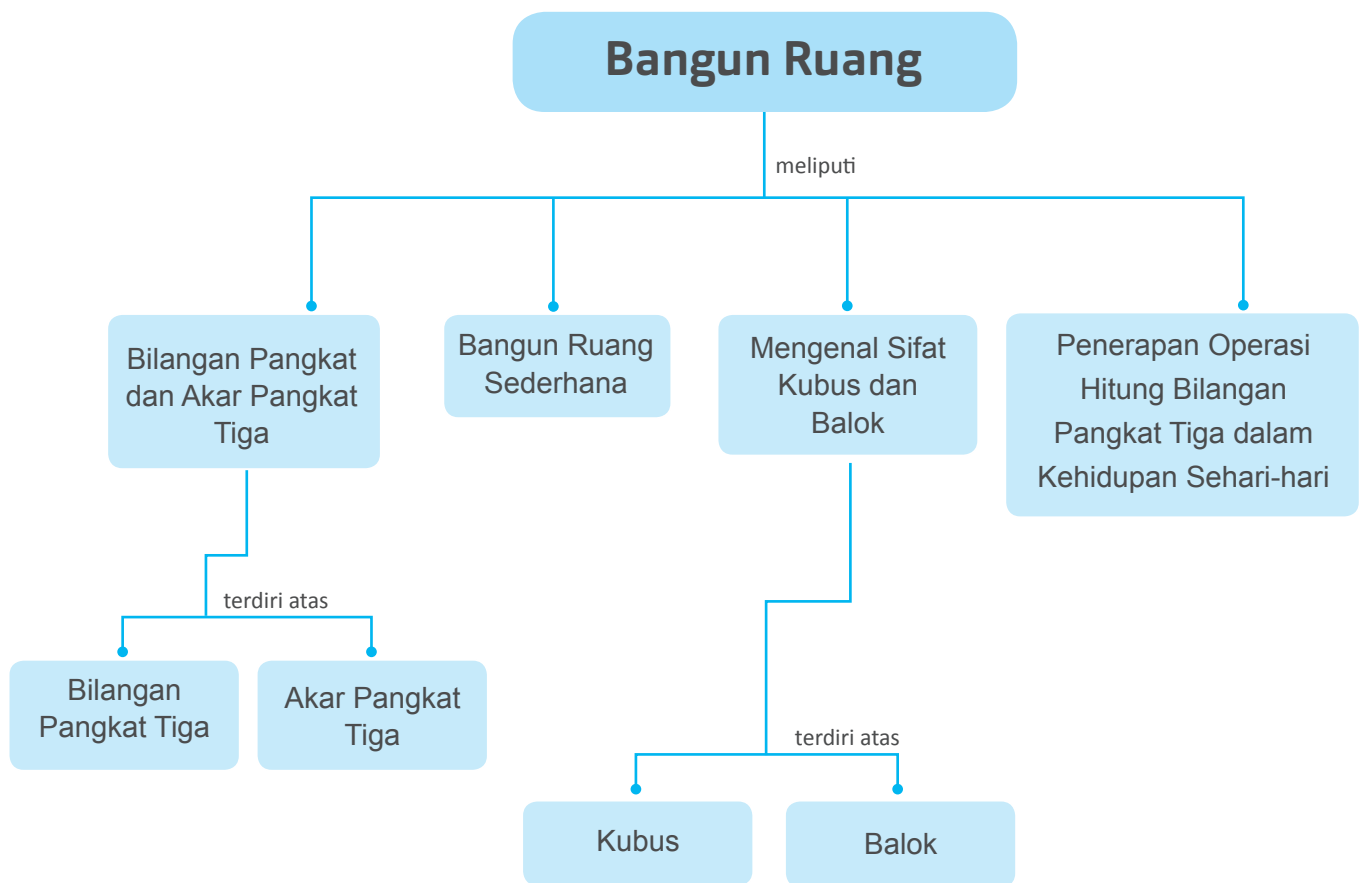 Bangun Ruang
meliputi
Bilangan Pangkat
dan Akar Pangkat
Tiga
Bangun Ruang
Sederhana
Mengenal Sifat
Kubus dan
Balok
Penerapan Operasi
Hitung Bilangan
Pangkat Tiga dalam
Kehidupan Sehari-hari
terdiri atas
Bilangan
Pangkat Tiga
Akar Pangkat
Tiga
terdiri atas
Kubus
Balok